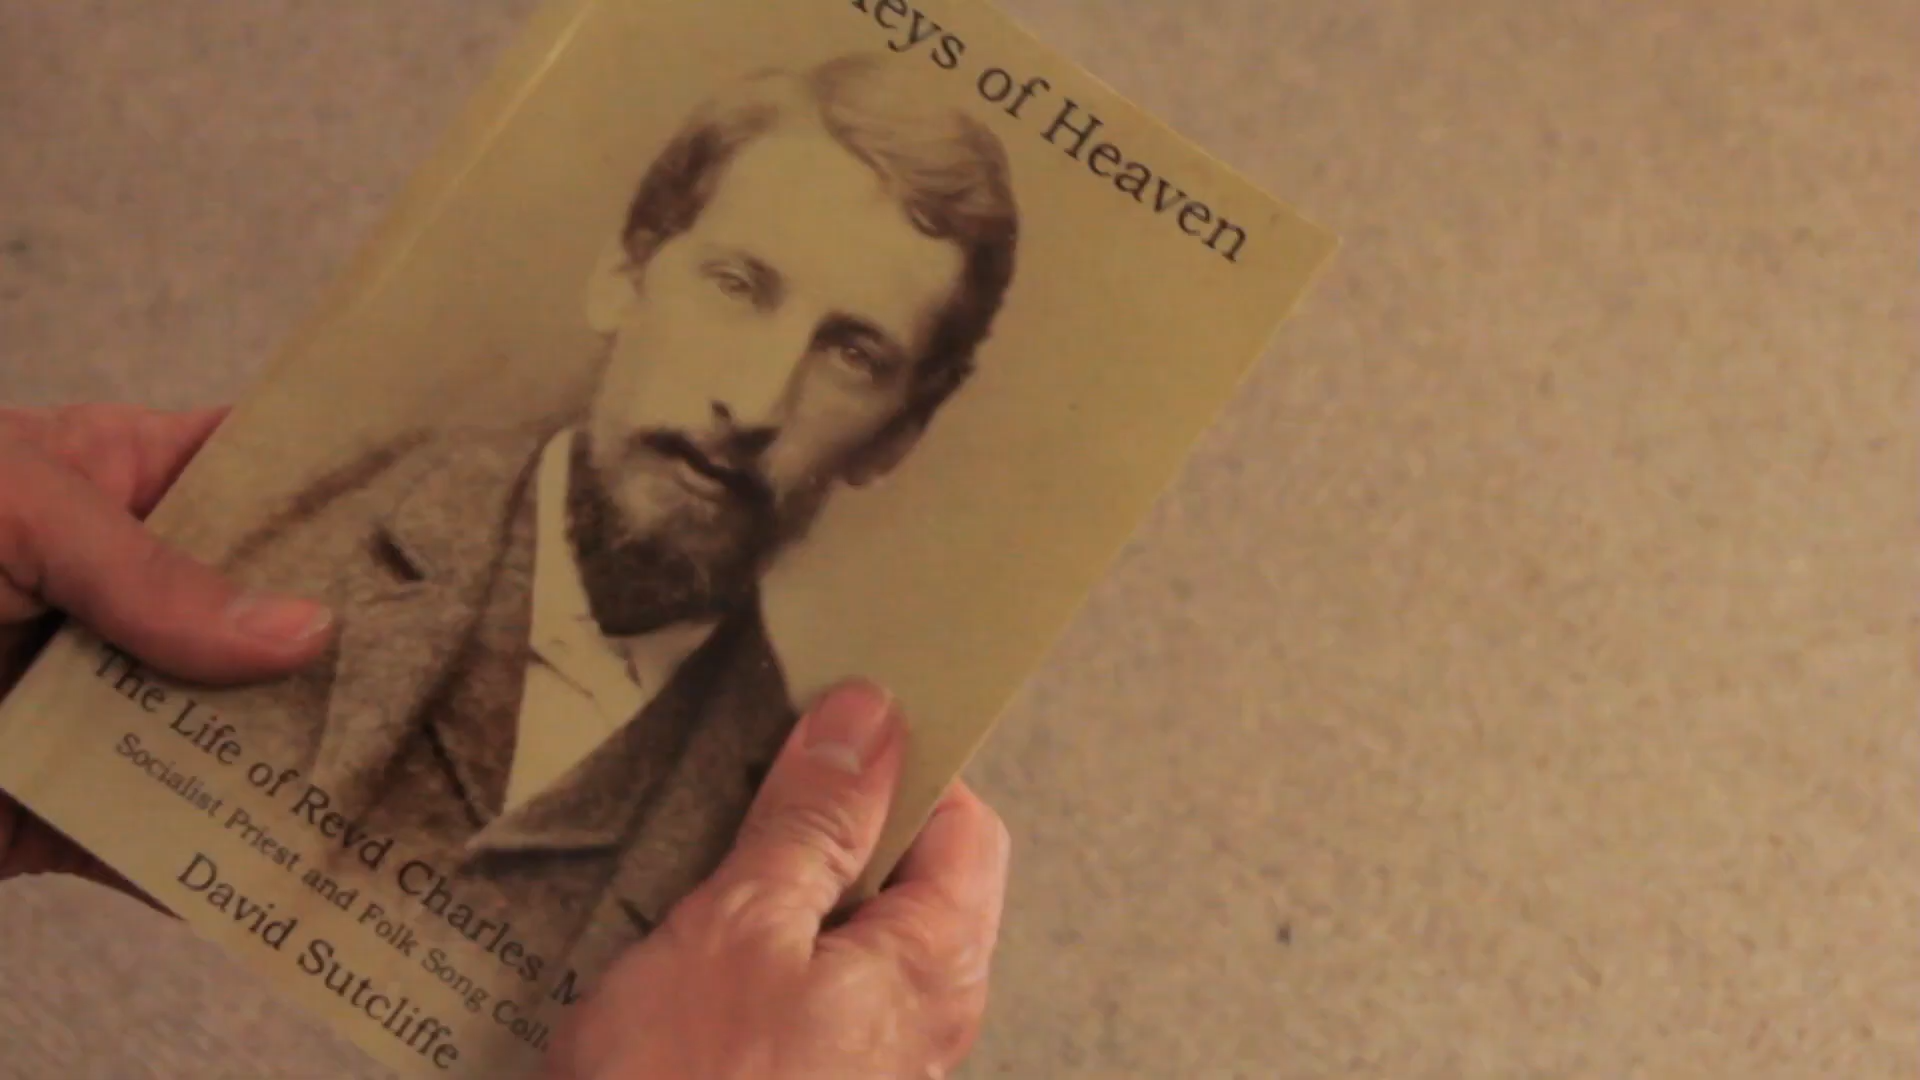 eys of Heaven
The Life of Revd Charles M
Socialist Priest and Folk Song Coll
David Sutcliffe